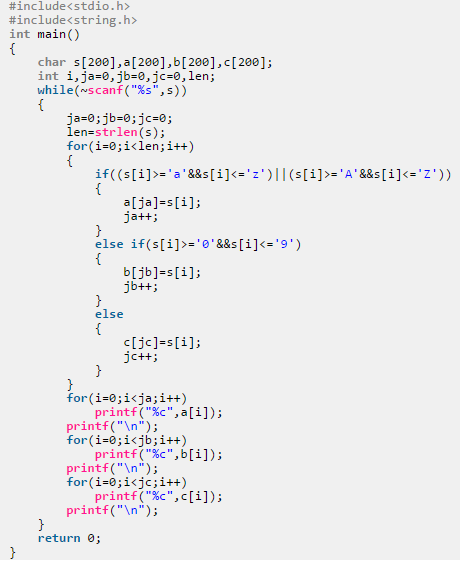 #include<stdio.h>
#include<string.h>
int main()
{
    char s[200],a[200],b[200],c[200];
    int i,ja=0,jb=0,jc=0,len;
    while(~scanf("%s",s))
    {
        ja=0;jb=0;jc=0;
        len=strlen(s);
        for(i=0;i<len;i++)
        {
            if((s[i]>='a'&&s[i]<='z')||(s[i]>='A'&&s[i]<='Z'))
            {
                a[ja]=s[i];
                ja++;
            }
            else if(s[i]>='0'&&s[i]<='9')
            {
                b[jb]=s[i];
                jb++;
            }
            else
            {
                c[jc]=s[i];
                jc++;
            }
        }
        for(i=0;i<ja;i++)
            printf("%c",a[i]);
        printf("\n");
        for(i=0;i<jb;i++)
            printf("%c",b[i]);
        printf("\n");
        for(i=0;i<jc;i++)
            printf("%c",c[i]);
        printf("\n");
    }
    return 0;
}